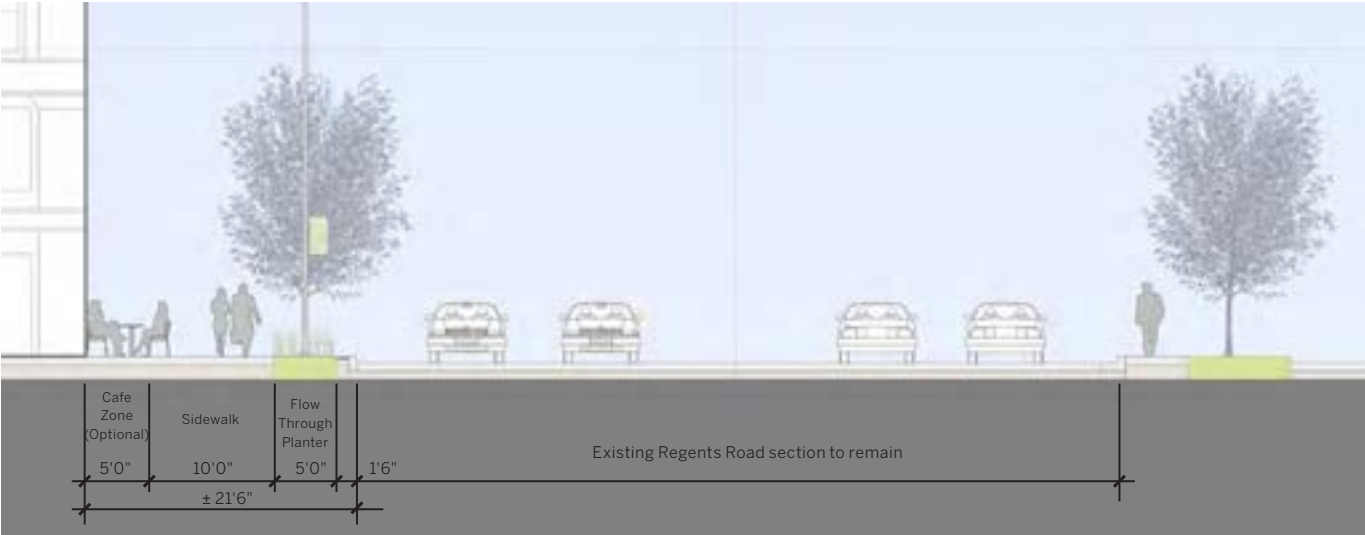 Cafe
Zone
(Optional)
Sidewalk
Flow
Through
Planter
Existing Regents Road section to remain
5'0"
10'0"
5'0"
1'6"
± 21'6"